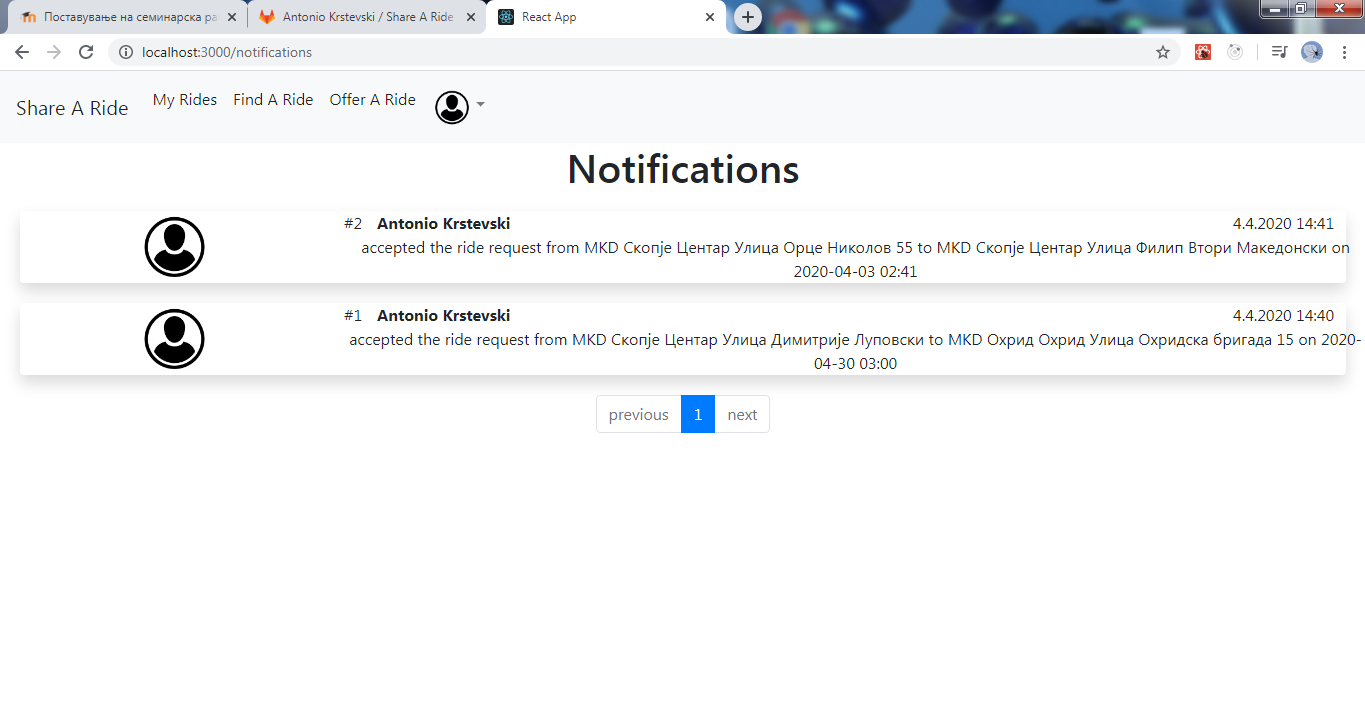 Поставување на семинарска ра
Antonio Krstevski / Share A Ride
React App
localhost:3000/notifications
Share A Ride
My Rides
Find A Ride
Offer A Ride
Notifications
#2 Antonio Krstevski 4.4.2020 14:41
accepted the ride request from MKD Скопје Центар Улица Орце Николов 55 to MKD Скопје Центар Улица Филип Втори Македонски on
2020-04-03 02:41
#1 Antonio Krstevski 4.4.2020 14:40
accepted the ride request from MKD Скопје Центар Улица Димитрије Луповски to MKD Охрид Охрид Улица Охридска бригада 15 on 2020-
04-30 03:00
previous 1 next